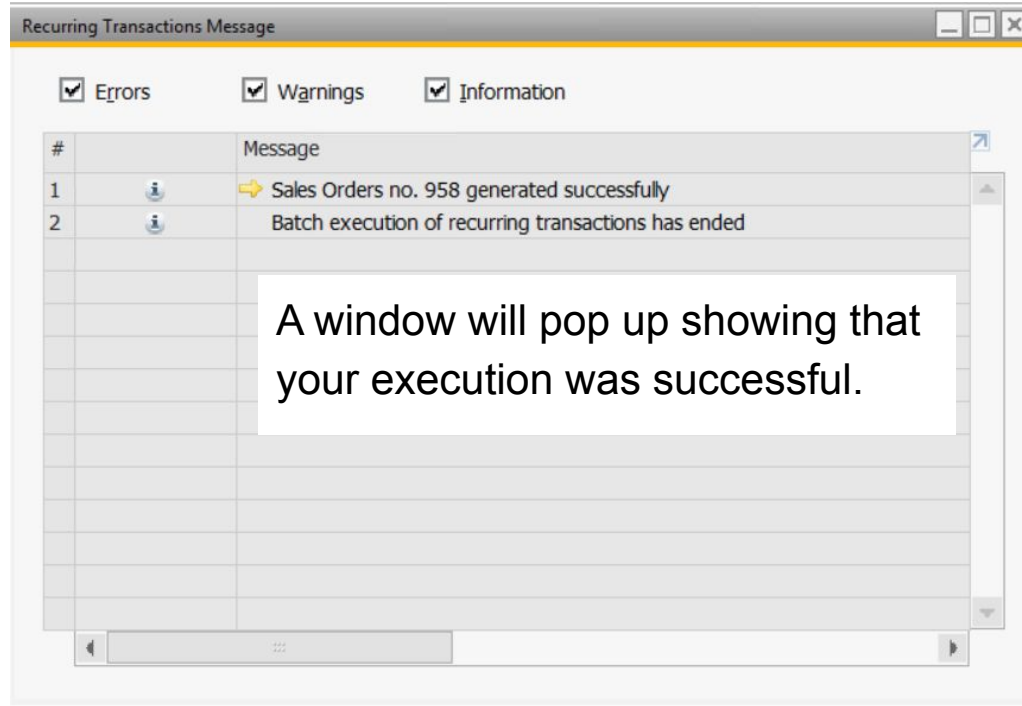 Recurring Transactions Message
Errors Warnings Information
# Message
1 Sales Orders no. 958 generated successfully
2 Batch execution of recurring transactions has ended
A window will pop up showing that
your execution was successful.